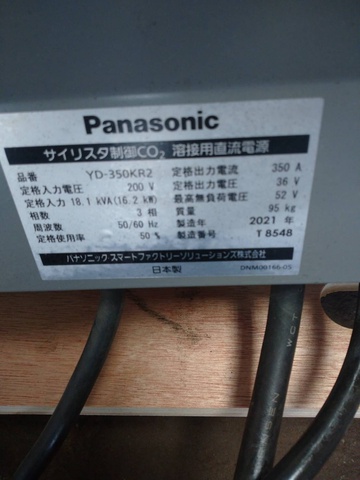 Panasonic
サイリスタ制御CO₂ 溶接用直流電源
品番 YD-350KR2 定格出力電流 350 A
定格入力電圧 200 V 定格出力電圧 36 V
定格入力 18.1 kVA(16.2 kW) 最高無負荷電圧 52 V
相数 3 相 質量 95 kg
周波数 50/60 Hz 製造年 2021 年
定格使用率 50 % 製造番号 T 8548
パナソニック スマートファクトリーソリューションズ株式会社
日本製 DNM00166-05
WCT